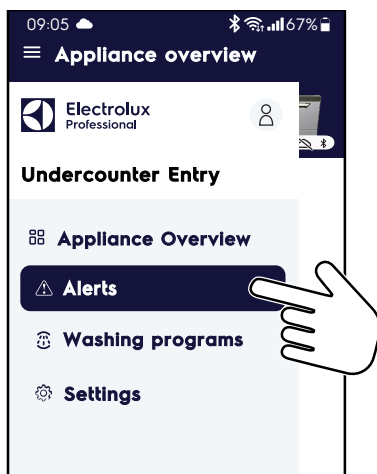 09:05 67%
Appliance overview
Electrolux
Professional
Undercounter Entry
Appliance Overview
Alerts
Washing programs
Settings